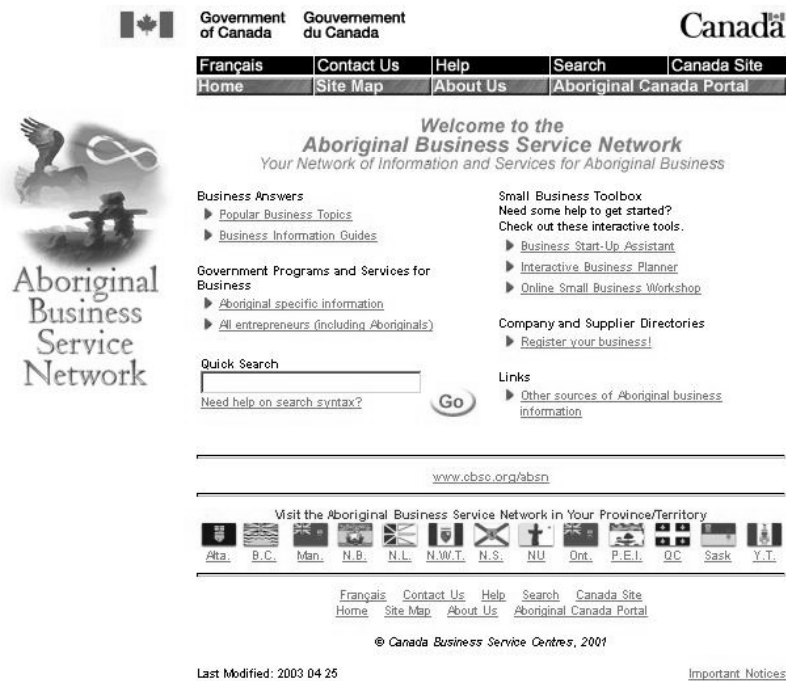 Government of Canada
Gouvernement du Canada
Canada
Français Contact Us Help Search Canada Site
Home Site Map About Us Aboriginal Canada Portal
Aboriginal
Business
Service
Network
Welcome to the
Aboriginal Business Service Network
Your Network of Information and Services for Aboriginal Business
Business Answers
Popular Business Topics
Business Information Guides
Government Programs and Services for
Business
Aboriginal specific information
All entrepreneurs (including Aboriginals)
Quick Search
Go
Need help on search syntax?
Small Business Toolbox
Need some help to get started?
Check out these interactive tools.
Business Start-Up Assistant
Interactive Business Planner
Online Small Business Workshop
Company and Supplier Directories
Register your business!
Links
Other sources of Aboriginal business
information
www.cbsc.org/absn
Visit the Aboriginal Business Service Network in Your Province/Territory
Alta. B.C. Man. N.B. N.L. N.W.T. N.S. NU Ont. P.E.I. QC Sask Y.T.
Français Contact Us Help Search Canada Site
Home Site Map About Us Aboriginal Canada Portal
© Canada Business Service Centres, 2001
Last Modified: 2003 04 25 Important Notices